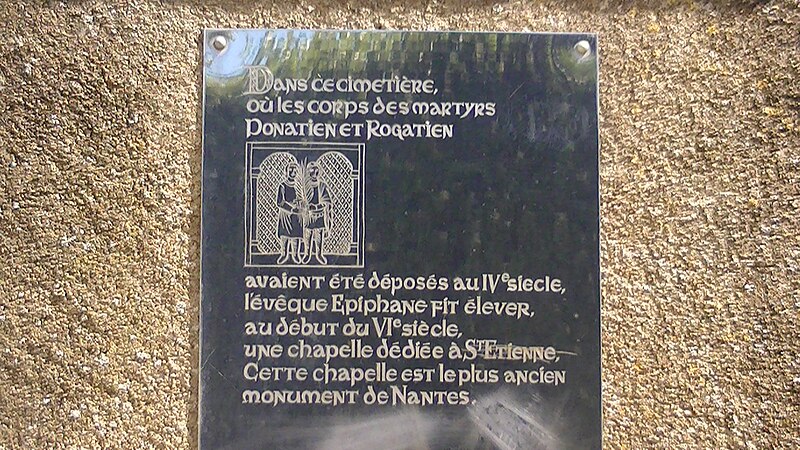 Dans ce cimetière,
où les corps des martyrs
Donatien et Rogatien
avaient été déposés au IVe siecle,
l'évêque Epiphane fit élever,
au début du VIe siècle,
une chapelle dédiée à St Etienne.
Cette chapelle est le plus ancien
monument de Nantes.